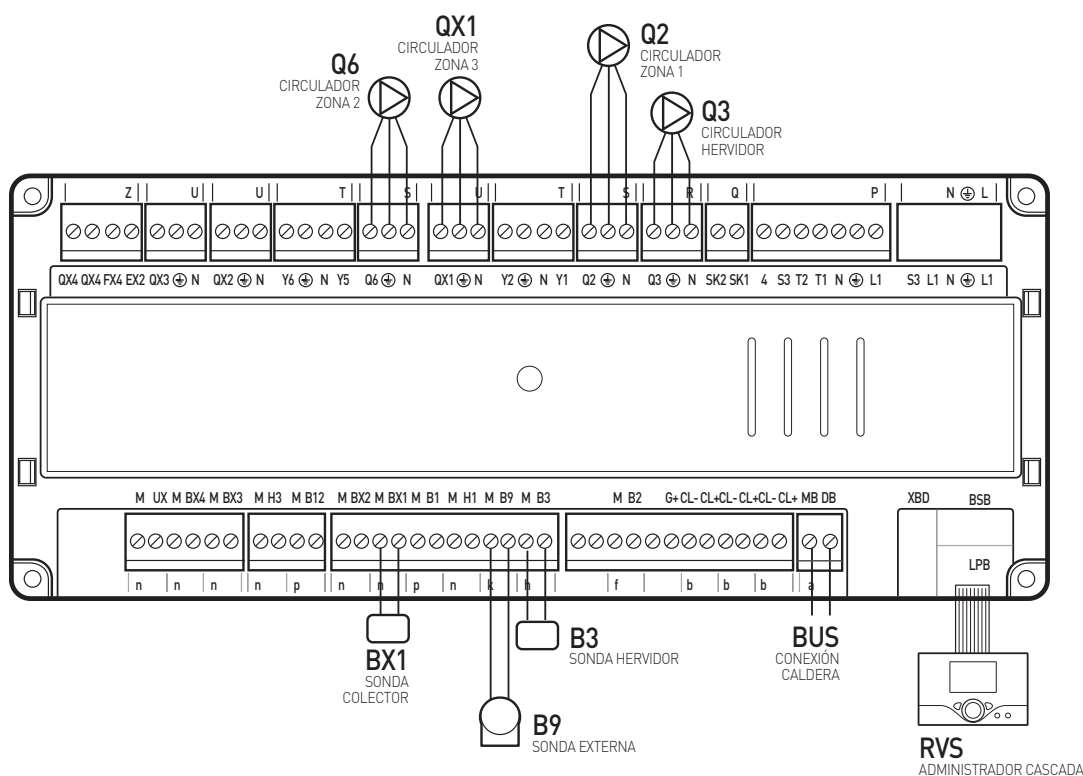 QX1
CIRCULADOR
ZONA 3
Q2
CIRCULADOR
ZONA 1
Q6
CIRCULADOR
ZONA 2
Q3
CIRCULADOR
HERVIDOR
Z U U T S U T S R Q P N L
QX4 QX4 FX4 EX2 QX3 N QX2 N Y6 N Y5 Q6 N QX1 N Y2 N Y1 Q2 N Q3 N SK2 SK1 4 S3 T2 T1 N L1 S3 L1 N L1
M UX M BX4 M BX3 M H3 M B12 M BX2 M BX1 M B1 M H1 M B9 M B3 M B2 G+ CL- CL+ CL- CL+ CL- CL+ MB DB XBD BSB
LPB
n n n n p n n p n k h f b b b a
BX1
SONDA
COLECTOR
B3
SONDA HERVIDOR
BUS
CONEXIÓN
CALDERA
B9
SONDA EXTERNA
RVS
ADMINISTRADOR CASCADA